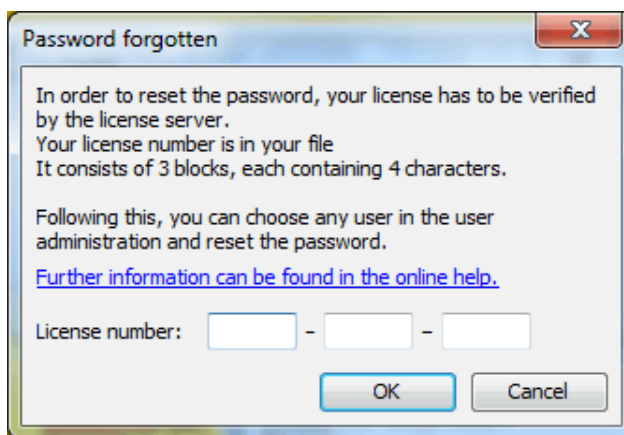 Password forgotten
In order to reset the password, your license has to be verified
by the license server.
Your license number is in your file
It consists of 3 blocks, each containing 4 characters.
Following this, you can choose any user in the user
administration and reset the password.
Further information can be found in the online help.
License number: - -
OK Cancel